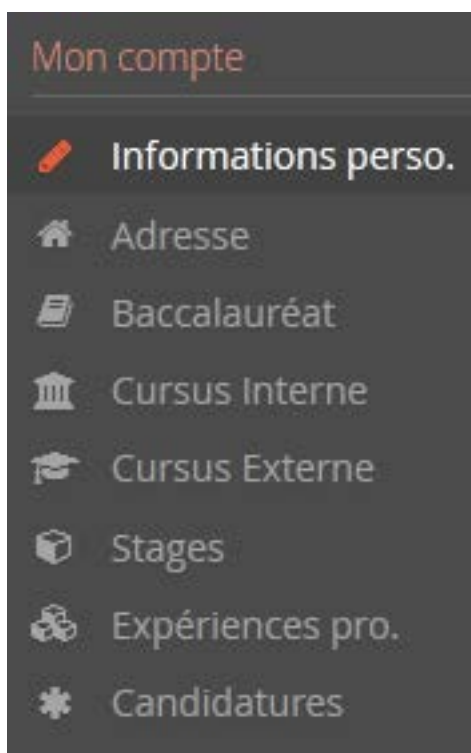 Mon compte
Informations perso.
Adresse
Baccalauréat
Cursus Interne
Cursus Externe
Stages
Expériences pro.
Candidatures